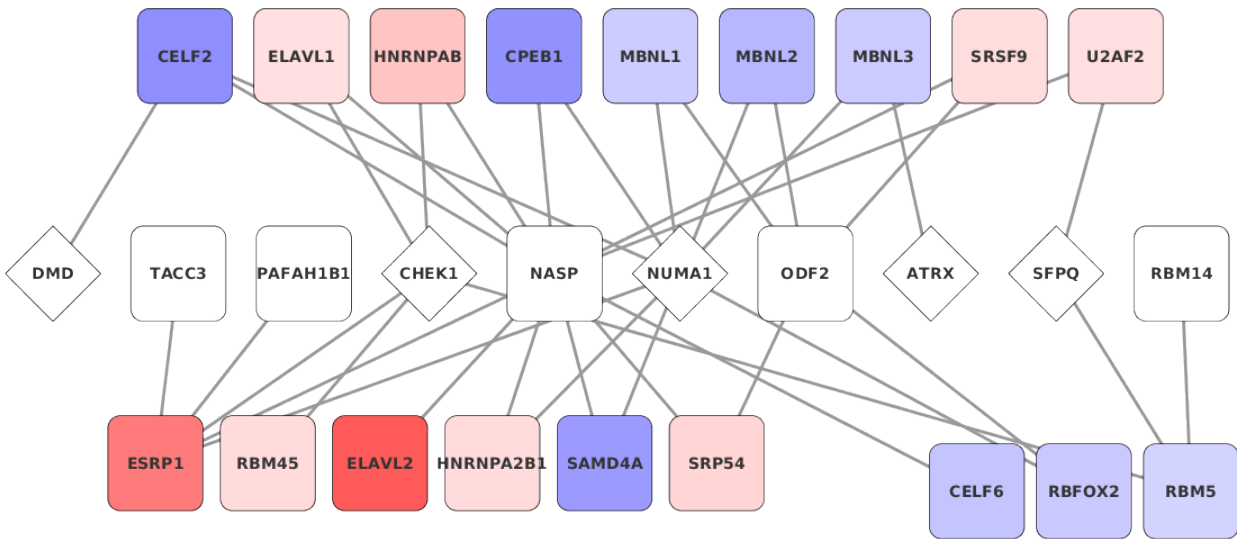 CELF2 ELAVL1 HNRNPAB CPEB1 MBNL1 MBNL2 MBNL3 SRSF9 U2AF2
DMD TACC3 PAFAH1B1 CHEK1 NASP NUMA1 ODF2 ATRX SFPQ RBM14
ESRP1 RBM45 ELAVL2 HNRNPA2B1 SAMD4A SRP54
CELF6 RBFOX2 RBM5